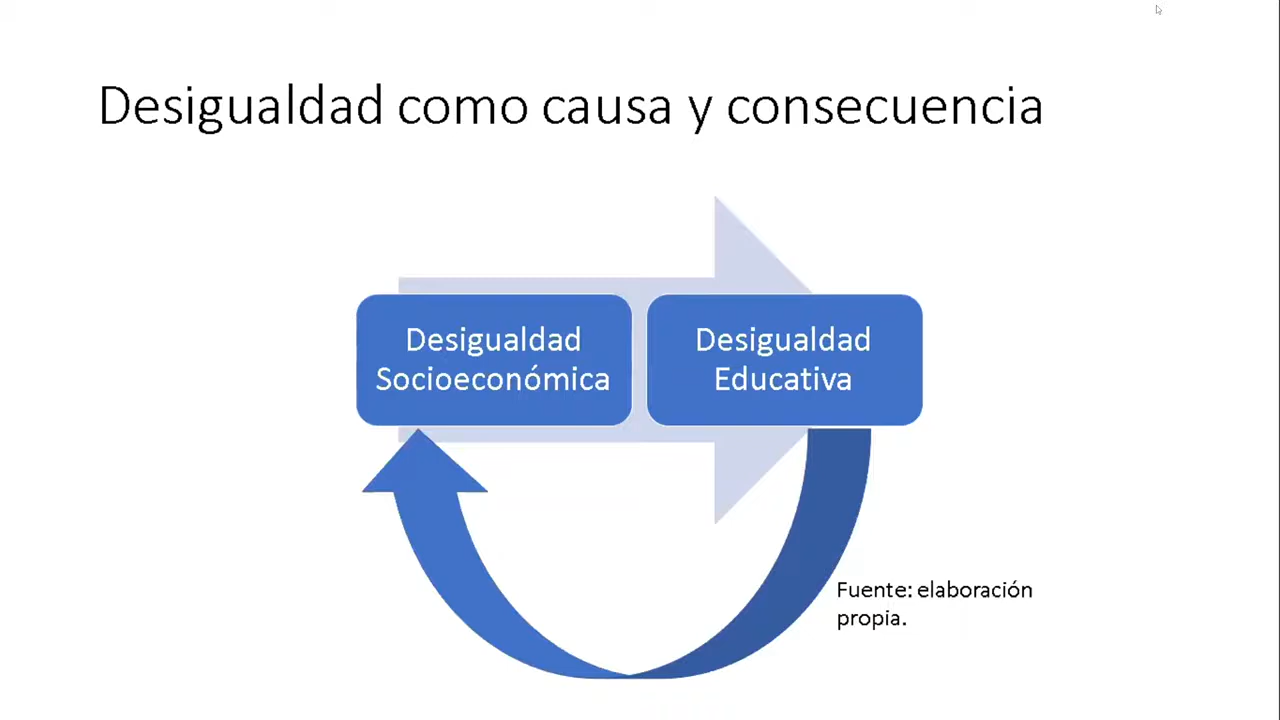 Desigualdad como causa y consecuencia
Desigualdad
Socioeconómica
Desigualdad
Educativa
Fuente: elaboración
propia.